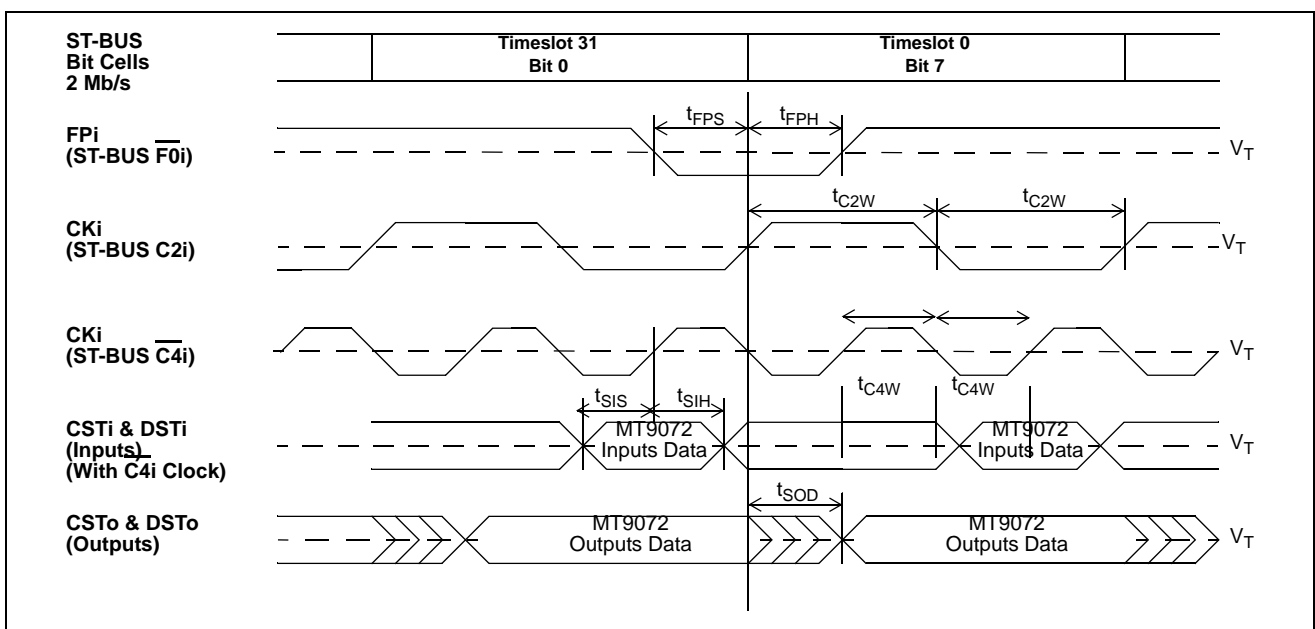 ST-BUS
Bit Cells
2 Mb/s
Timeslot 31
Bit 0
Timeslot 0
Bit 7
FPi
(ST-BUS F0i)
tFPS
tFPH
VT
CKi
(ST-BUS C2i)
tC2W
tC2W
VT
CKi
(ST-BUS C4i)
VT
tC4W
tC4W
CSTi & DSTi
(Inputs)
(With C4i Clock)
tSIS
tSIH
MT9072
Inputs Data
MT9072
Inputs Data
VT
CSTo & DSTo
(Outputs)
tSOD
MT9072
Outputs Data
MT9072
Outputs Data
VT